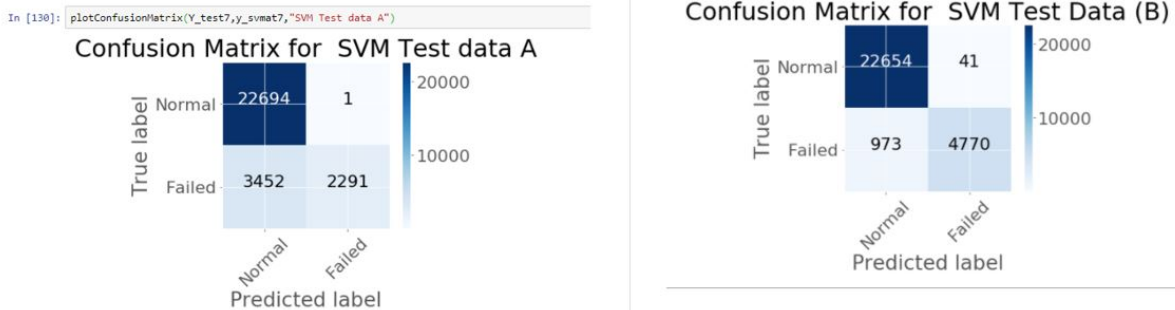 In [130]: plotConfusionMatrix(Y_test7,y_svmat7,"SVM Test data A")
Confusion Matrix for SVM Test data A
True label
Normal
22694
1
20000
Failed
3452
2291
10000
Normal
Failed
Predicted label
Confusion Matrix for SVM Test Data (B)
True label
Normal
22654
41
20000
Failed
973
4770
10000
Normal
Failed
Predicted label